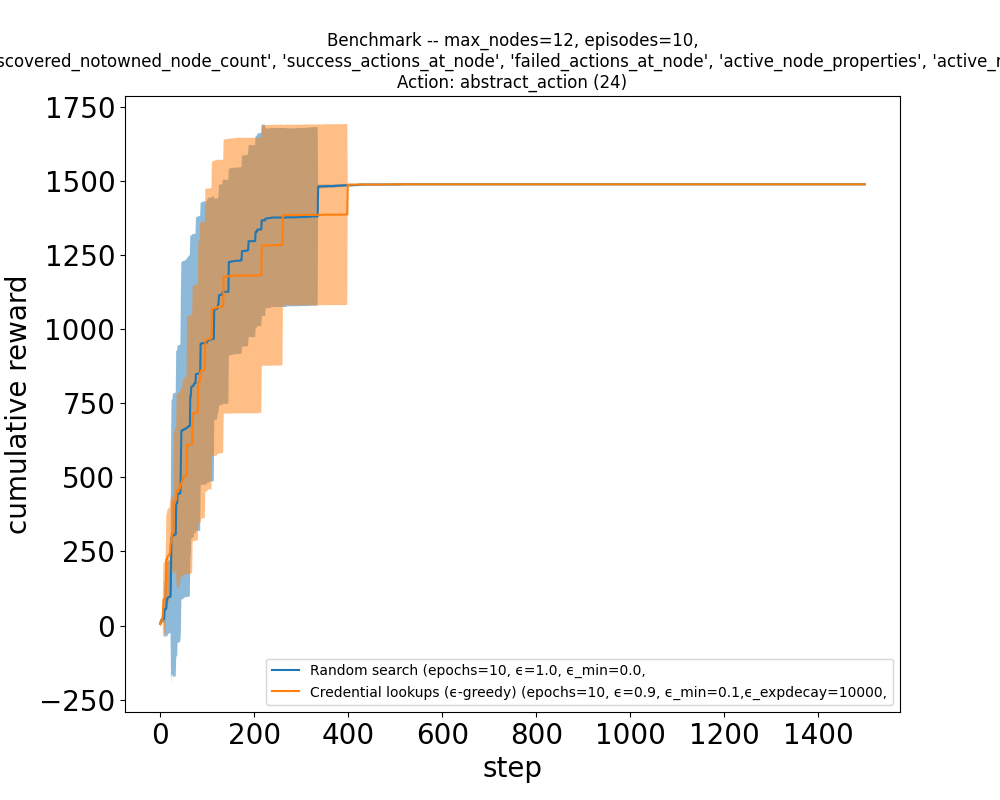 Benchmark -- max_nodes=12, episodes=10,
scovered_notowned_node_count', 'success_actions_at_node', 'failed_actions_at_node', 'active_node_properties', 'active_n
Action: abstract_action (24)
1750
1500
1250
1000
750
500
250
0
−250
cumulative reward
Random search (epochs=10, ϵ=1.0, ϵ_min=0.0,
Credential lookups (ϵ-greedy) (epochs=10, ϵ=0.9, ϵ_min=0.1,ϵ_expdecay=10000,
0 200 400 600 800 1000 1200 1400
step